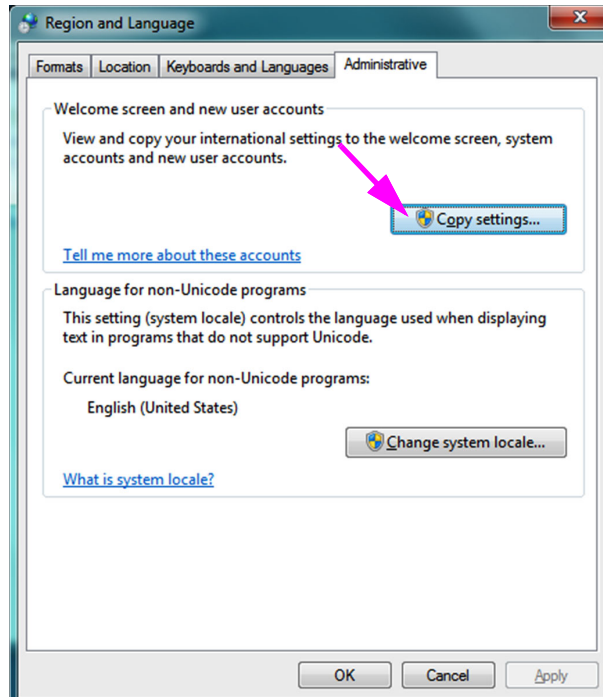 Region and Language
Formats Location Keyboards and Languages Administrative
Welcome screen and new user accounts
View and copy your international settings to the welcome screen, system
accounts and new user accounts.
Copy settings...
Tell me more about these accounts
Language for non-Unicode programs
This setting (system locale) controls the language used when displaying
text in programs that do not support Unicode.
Current language for non-Unicode programs:
English (United States)
Change system locale...
What is system locale?
OK Cancel Apply